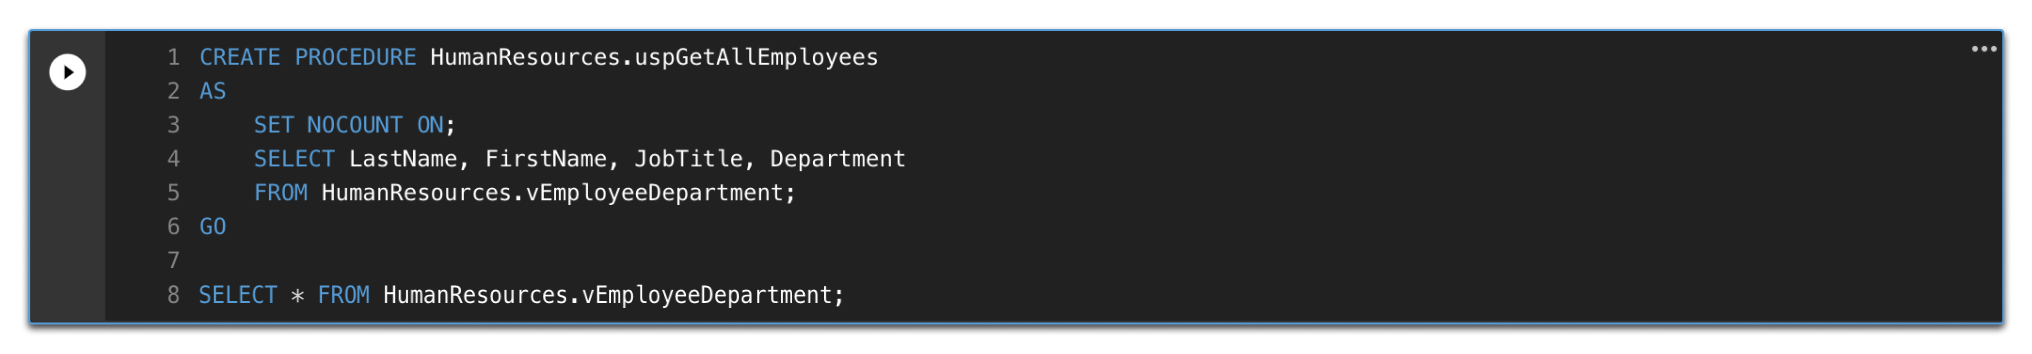 1 CREATE PROCEDURE HumanResources.uspGetAllEmployees
2 AS
3     SET NOCOUNT ON;
4     SELECT LastName, FirstName, JobTitle, Department
5     FROM HumanResources.vEmployeeDepartment;
6 GO
7
8 SELECT * FROM HumanResources.vEmployeeDepartment;